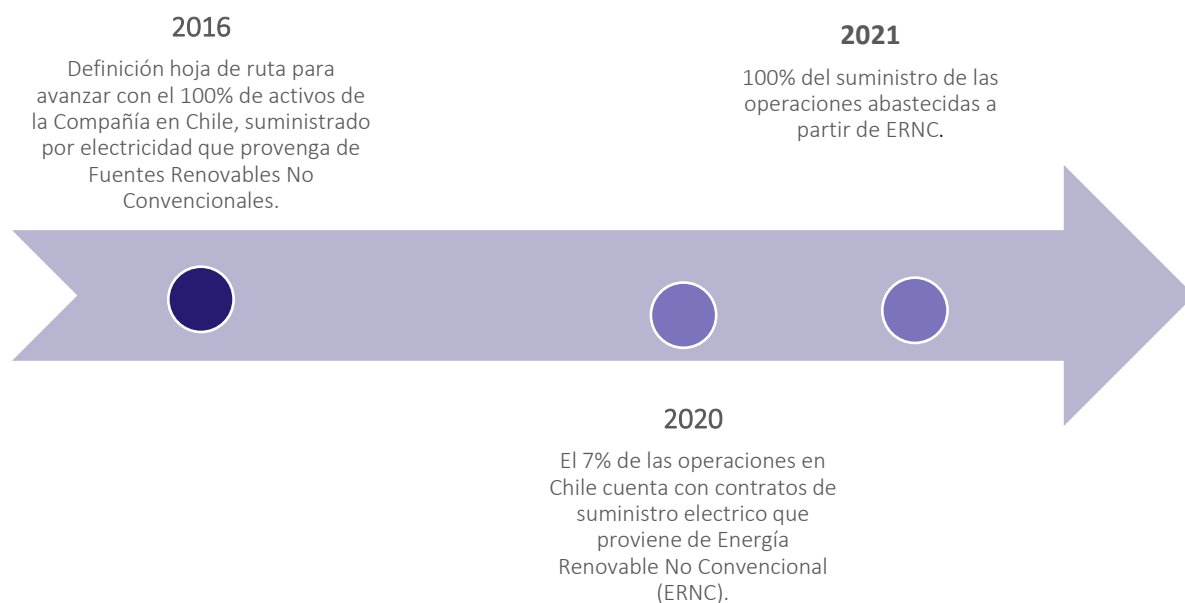 2016
Definición hoja de ruta para
avanzar con el 100% de activos de
la Compañía en Chile, suministrado
por electricidad que provenga de
Fuentes Renovables No
Convencionales.
2021
100% del suministro de las
operaciones abastecidas a
partir de ERNC.
2020
El 7% de las operaciones en
Chile cuenta con contratos de
suministro electrico que
proviene de Energía
Renovable No Convencional
(ERNC).